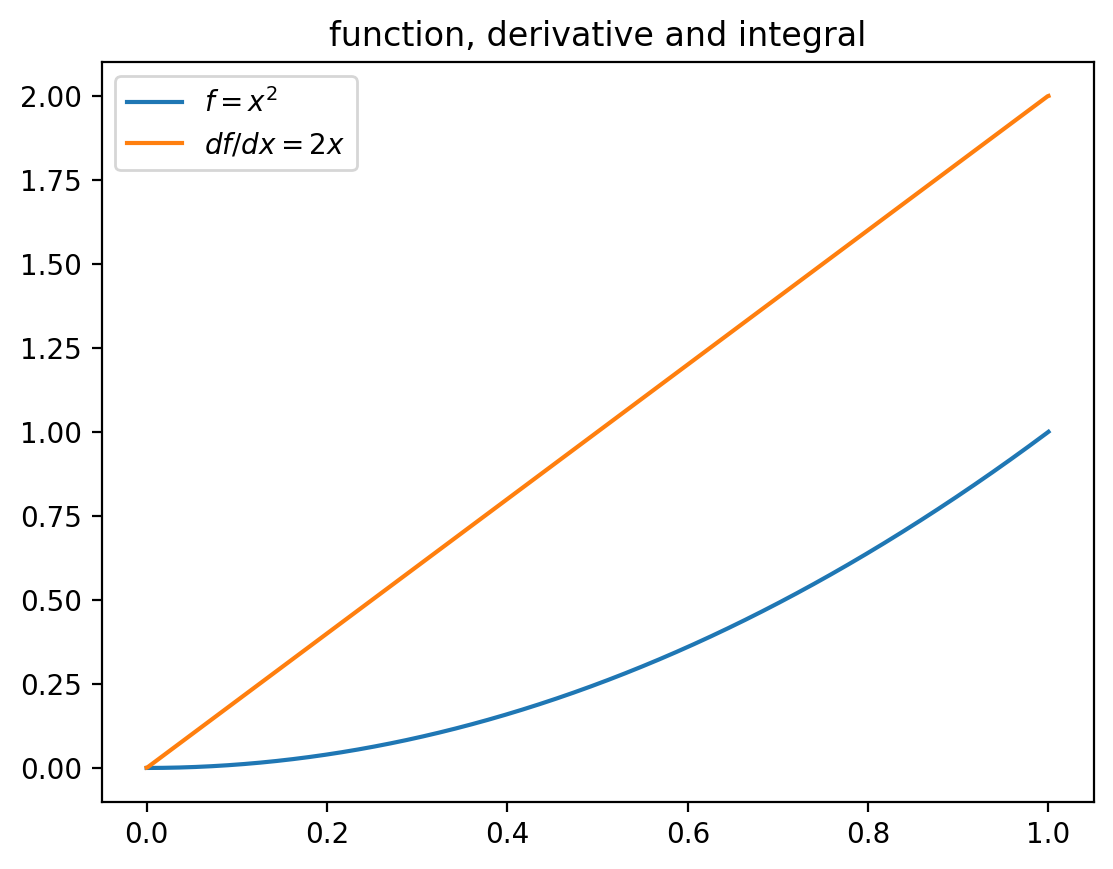 function, derivative and integral
f = x²
df/dx = 2x
2.00
1.75
1.50
1.25
1.00
0.75
0.50
0.25
0.00
0.0 0.2 0.4 0.6 0.8 1.0